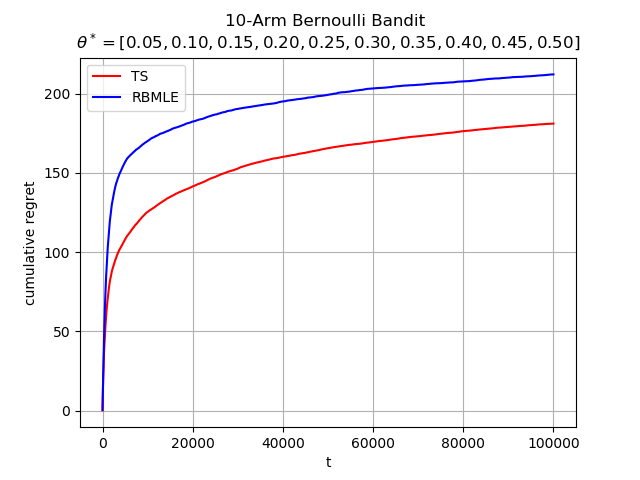 10-Arm Bernoulli Bandit
θ* = [0.05, 0.10, 0.15, 0.20, 0.25, 0.30, 0.35, 0.40, 0.45, 0.50]
TS
RBMLE
cumulative regret
200
150
100
50
0
0 20000 40000 60000 80000 100000
t